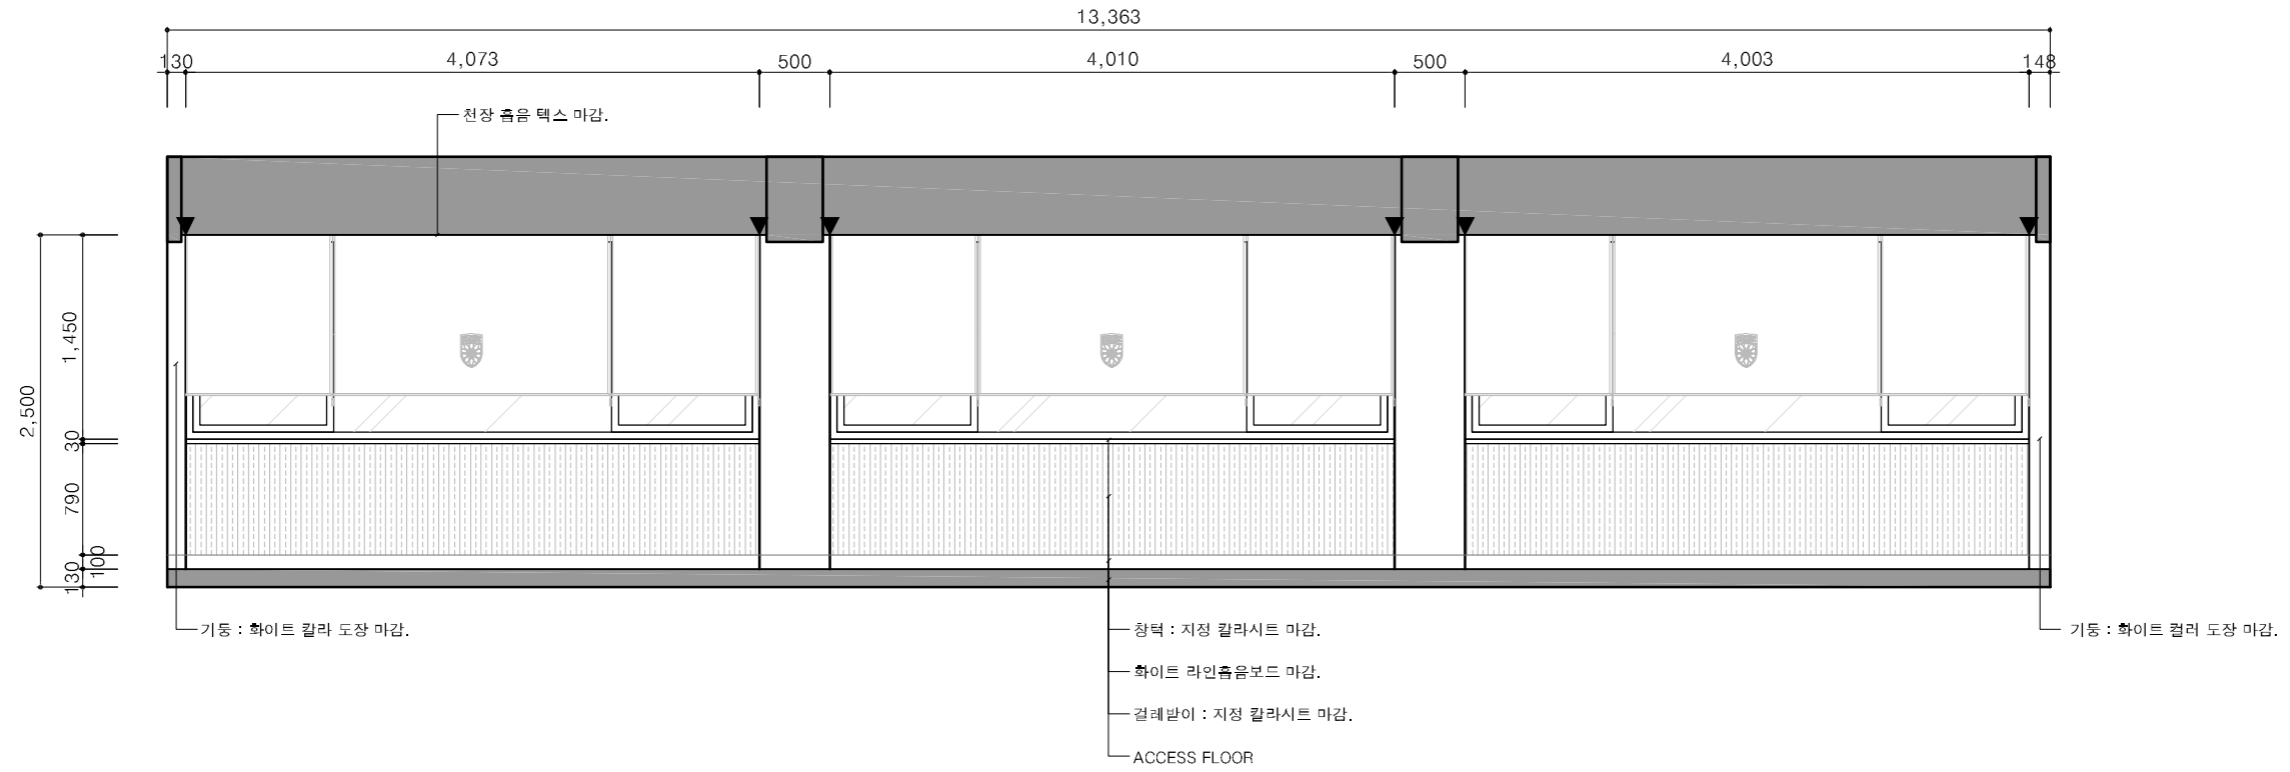 13,363
130
4,073
500
4,010
500
4,003
148
천장 흡음 텍스 마감.
2,500
1,450
30
790
100
130
기둥 : 화이트 칼라 도장 마감.
창턱 : 지정 칼라시트 마감.
기둥 : 화이트 컬러 도장 마감.
화이트 라인흡음보드 마감.
걸레받이 : 지정 칼라시트 마감.
ACCESS FLOOR